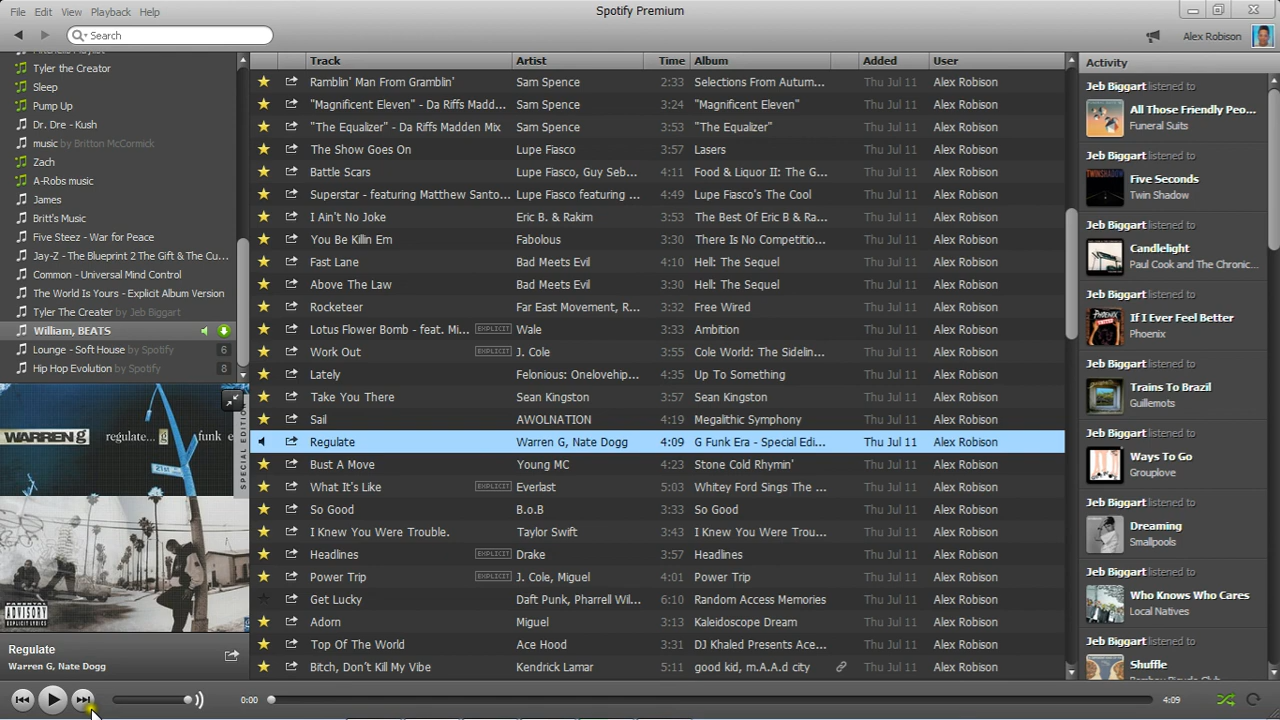 Spotify Premium
File Edit View Playback Help
Search
Alex Robison
Tyler the Creator
Sleep
Pump Up
Dr. Dre - Kush
music by Britton McCormick
Zach
A-Robs music
James
Britt's Music
Five Steez - War for Peace
Jay-Z - The Blueprint 2 The Gift & The Cu...
Common - Universal Mind Control
The World Is Yours - Explicit Album Version
Tyler The Creater by Jeb Biggart
William, BEATS
Lounge - Soft House by Spotify 6
Hip Hop Evolution by Spotify 8
WARREN g regulate... g funk e
SPECIAL EDITION
21ST
PARENTAL
ADVISORY
EXPLICIT LYRICS
Regulate
Warren G, Nate Dogg
Track Artist Time Album Added User
Ramblin' Man From Gramblin' Sam Spence 2:33 Selections From Autum... Thu Jul 11 Alex Robison
"Magnificent Eleven" - Da Riffs Madd... Sam Spence 3:24 "Magnificent Eleven" Thu Jul 11 Alex Robison
"The Equalizer" - Da Riffs Madden Mix Sam Spence 3:53 "The Equalizer" Thu Jul 11 Alex Robison
The Show Goes On Lupe Fiasco 3:57 Lasers Thu Jul 11 Alex Robison
Battle Scars Lupe Fiasco, Guy Seb... 4:11 Food & Liquor II: The G... Thu Jul 11 Alex Robison
Superstar - featuring Matthew Santo... Lupe Fiasco featuring ... 4:49 Lupe Fiasco's The Cool Thu Jul 11 Alex Robison
I Ain't No Joke Eric B. & Rakim 3:53 The Best Of Eric B & Ra... Thu Jul 11 Alex Robison
You Be Killin Em Fabolous 3:30 There Is No Competitio... Thu Jul 11 Alex Robison
Fast Lane Bad Meets Evil 4:10 Hell: The Sequel Thu Jul 11 Alex Robison
Above The Law Bad Meets Evil 3:30 Hell: The Sequel Thu Jul 11 Alex Robison
Rocketeer Far East Movement, R... 3:32 Free Wired Thu Jul 11 Alex Robison
Lotus Flower Bomb - feat. Mi... EXPLICIT Wale 3:33 Ambition Thu Jul 11 Alex Robison
Work Out EXPLICIT J. Cole 3:55 Cole World: The Sidelin... Thu Jul 11 Alex Robison
Lately Felonious: Onelovehip... 4:35 Up To Something Thu Jul 11 Alex Robison
Take You There Sean Kingston 3:57 Sean Kingston Thu Jul 11 Alex Robison
Sail AWOLNATION 4:19 Megalithic Symphony Thu Jul 11 Alex Robison
Regulate Warren G, Nate Dogg 4:09 G Funk Era - Special Edi... Thu Jul 11 Alex Robison
Bust A Move Young MC 4:23 Stone Cold Rhymin' Thu Jul 11 Alex Robison
What It's Like EXPLICIT Everlast 5:03 Whitey Ford Sings The ... Thu Jul 11 Alex Robison
So Good B.o.B 3:33 So Good Thu Jul 11 Alex Robison
I Knew You Were Trouble. Taylor Swift 3:43 I Knew You Were Trou... Thu Jul 11 Alex Robison
Headlines EXPLICIT Drake 3:57 Headlines Thu Jul 11 Alex Robison
Power Trip EXPLICIT J. Cole, Miguel 4:01 Power Trip Thu Jul 11 Alex Robison
Get Lucky Daft Punk, Pharrell Wil... 6:10 Random Access Memories Thu Jul 11 Alex Robison
Adorn Miguel 3:13 Kaleidoscope Dream Thu Jul 11 Alex Robison
Top Of The World Ace Hood 3:31 DJ Khaled Presents Ace... Thu Jul 11 Alex Robison
Bitch, Don't Kill My Vibe Kendrick Lamar 5:11 good kid, m.A.A.d city Thu Jul 11 Alex Robison
Activity
Jeb Biggart listened to
All Those Friendly Peo...
Funeral Suits
Jeb Biggart listened to
Five Seconds
Twin Shadow
TWIN SHADOW
Jeb Biggart listened to
Candlelight
Paul Cook and The Chronic...
Jeb Biggart listened to
If I Ever Feel Better
Phoenix
PHOENIX
Jeb Biggart listened to
Trains To Brazil
Guillemots
Jeb Biggart listened to
Ways To Go
Grouplove
Jeb Biggart listened to
Dreaming
Smallpools
Jeb Biggart listened to
Who Knows Who Cares
Local Natives
Jeb Biggart listened to
Shuffle
Bombay Bicycle Club
0:00 4:09